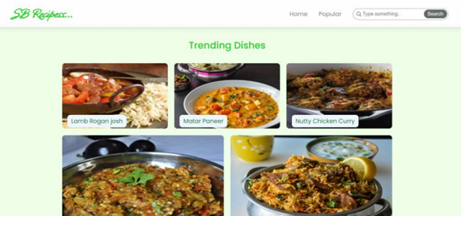 SB Recipess...
Home
Popular
Type something...
Search
Trending Dishes
Lamb Rogan josh
Matar Paneer
Nutty Chicken Curry